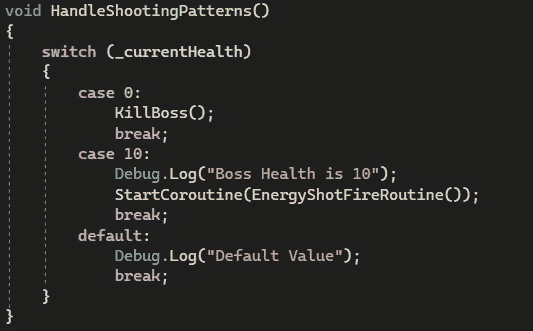 void HandleShootingPatterns()
{
    switch (_currentHealth)
    {
        case 0:
            KillBoss();
            break;
        case 10:
            Debug.Log("Boss Health is 10");
            StartCoroutine(EnergyShotFireRoutine());
            break;
        default:
            Debug.Log("Default Value");
            break;
    }
}